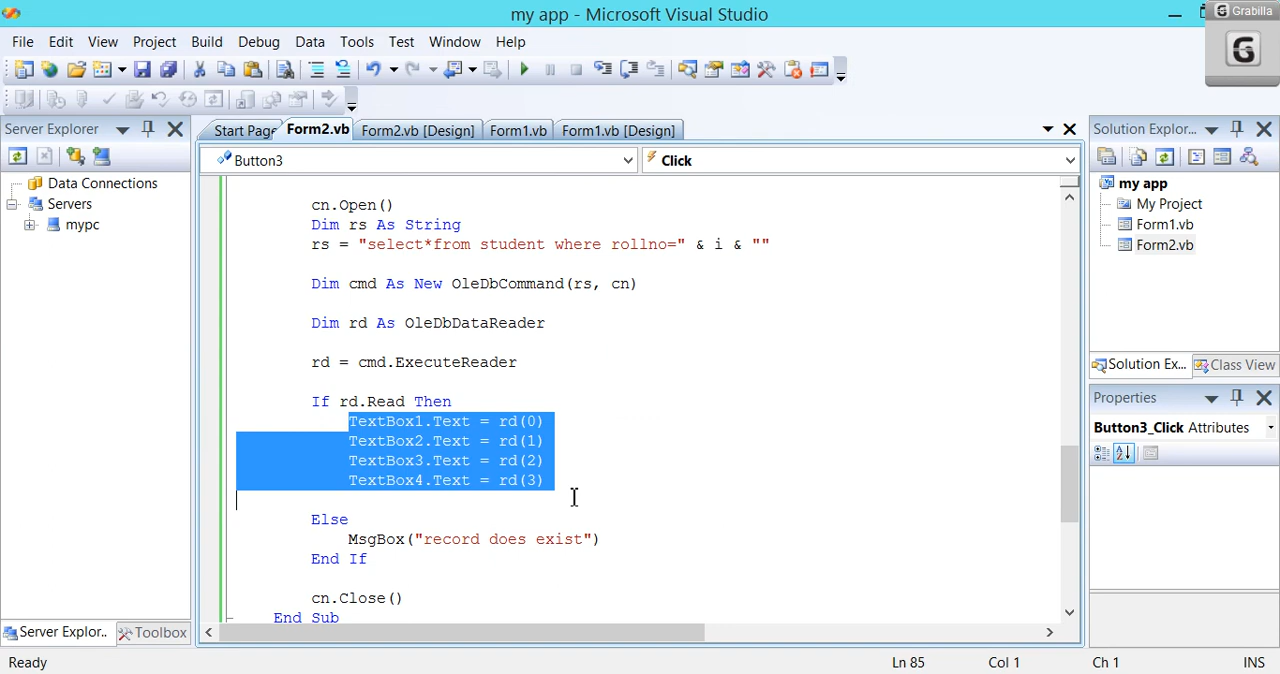 my app - Microsoft Visual Studio
Grabilla
File Edit View Project Build Debug Data Tools Test Window Help
Server Explorer
Start Page Form2.vb Form2.vb [Design] Form1.vb Form1.vb [Design]
Solution Explor...
Button3 Click
Data Connections
Servers
mypc
my app
My Project
Form1.vb
Form2.vb
cn.Open()
Dim rs As String
rs = "select*from student where rollno=" & i & ""
Dim cmd As New OleDbCommand(rs, cn)
Dim rd As OleDbDataReader
rd = cmd.ExecuteReader
If rd.Read Then
TextBox1.Text = rd(0)
TextBox2.Text = rd(1)
TextBox3.Text = rd(2)
TextBox4.Text = rd(3)
Else
MsgBox("record does exist")
End If
cn.Close()
End Sub
Solution Ex... Class View
Properties
Button3_Click Attributes
Server Explor.. Toolbox
Ready Ln 85 Col 1 Ch 1 INS